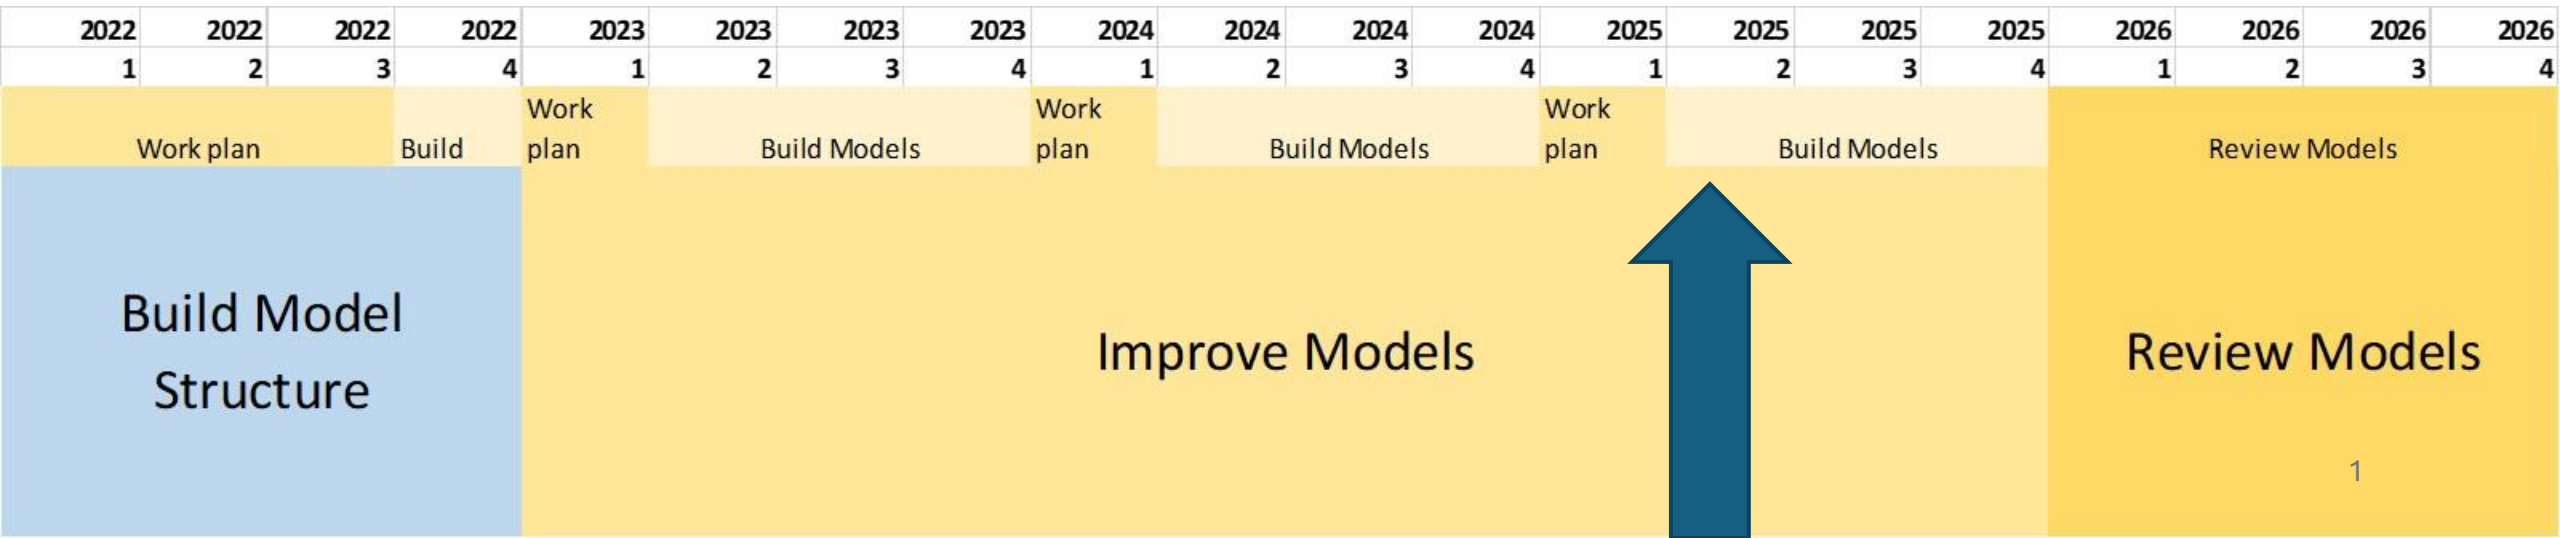 2022 2022 2022 2022 2023 2023 2023 2023 2024 2024 2024 2024 2025 2025 2025 2025 2026 2026 2026 2026
1 2 3 4 1 2 3 4 1 2 3 4 1 2 3 4 1 2 3 4
Work plan
Build
Work
plan
Build Models
Work
plan
Build Models
Work
plan
Build Models
Review Models
Build Model
Structure
Improve Models
Review Models
1